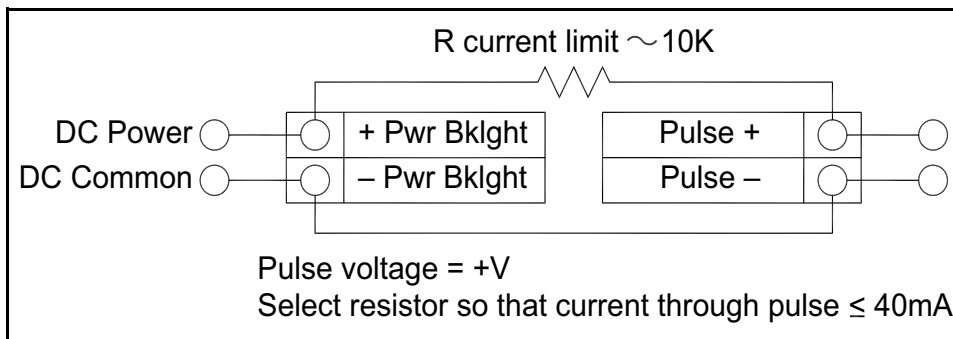 R current limit ∼10K
DC Power
+ Pwr Bklght
Pulse +
DC Common
– Pwr Bklght
Pulse –
Pulse voltage = +V
Select resistor so that current through pulse ≤ 40mA